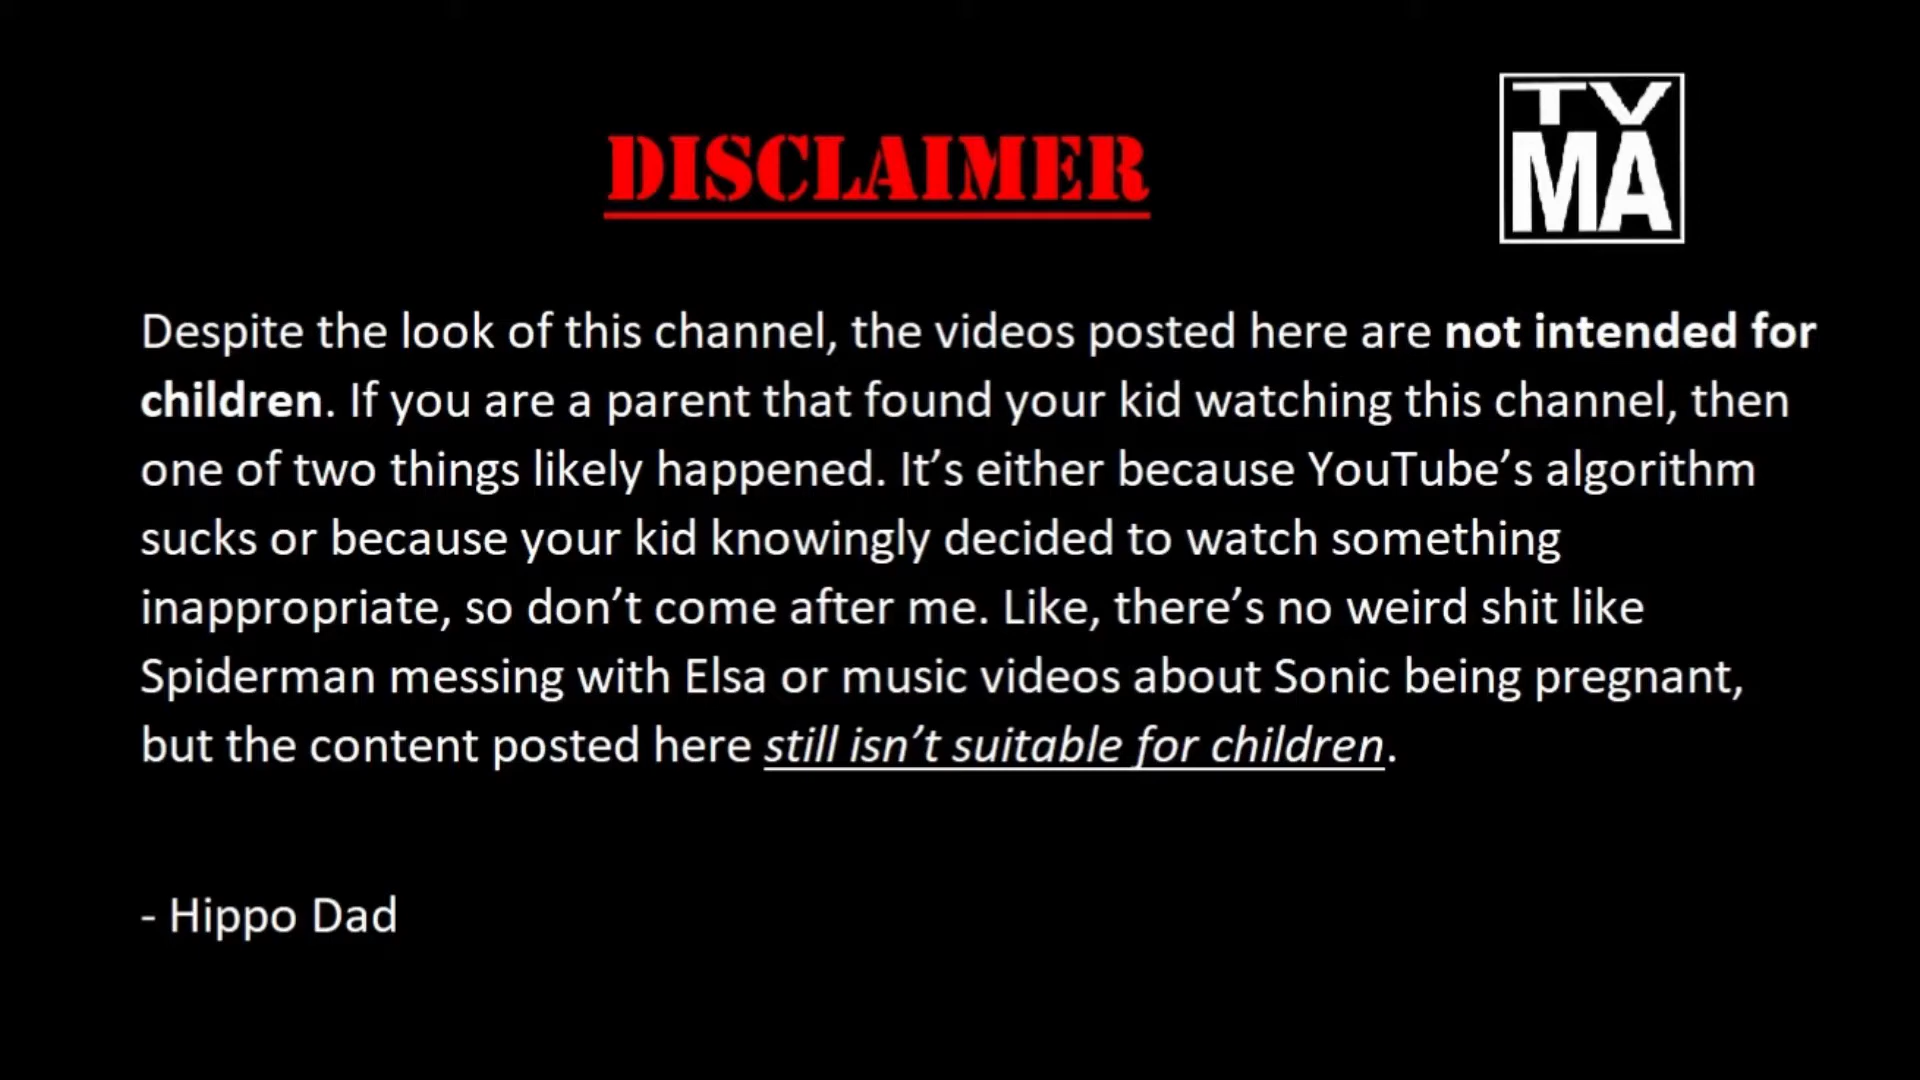 TV
MA
DISCLAIMER
Despite the look of this channel, the videos posted here are not intended for
children. If you are a parent that found your kid watching this channel, then
one of two things likely happened. It’s either because YouTube’s algorithm
sucks or because your kid knowingly decided to watch something
inappropriate, so don’t come after me. Like, there’s no weird shit like
Spiderman messing with Elsa or music videos about Sonic being pregnant,
but the content posted here still isn’t suitable for children.
- Hippo Dad